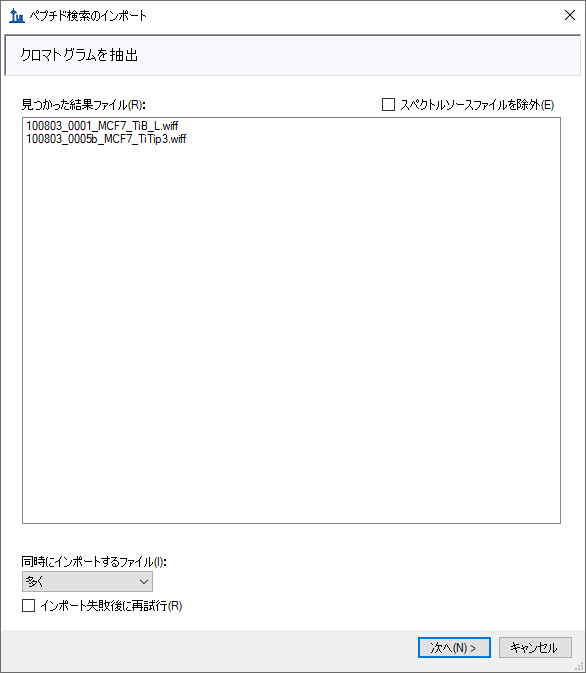 ペプチド検索のインポート
クロマトグラムを抽出
見つかった結果ファイル(R):
スペクトルソースファイルを除外(E)
100803_0001_MCF7_TiB_L.wiff
100803_0005b_MCF7_TiTip3.wiff
同時にインポートするファイル(I):
多く
インポート失敗後に再試行(R)
次へ(N) >
キャンセル